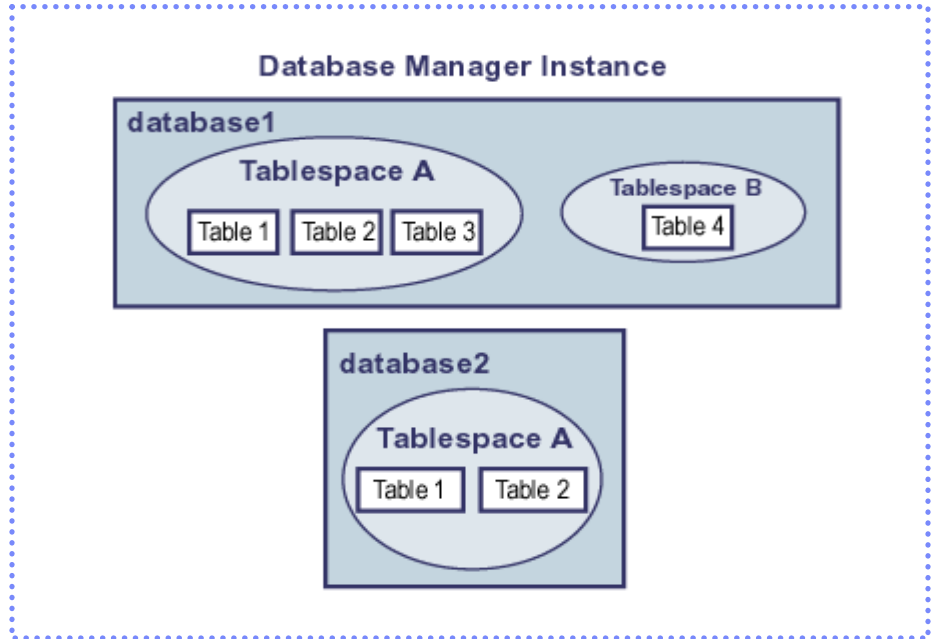 Database Manager Instance
database1
Tablespace A
Table 1 Table 2 Table 3
Tablespace B
Table 4
database2
Tablespace A
Table 1 Table 2